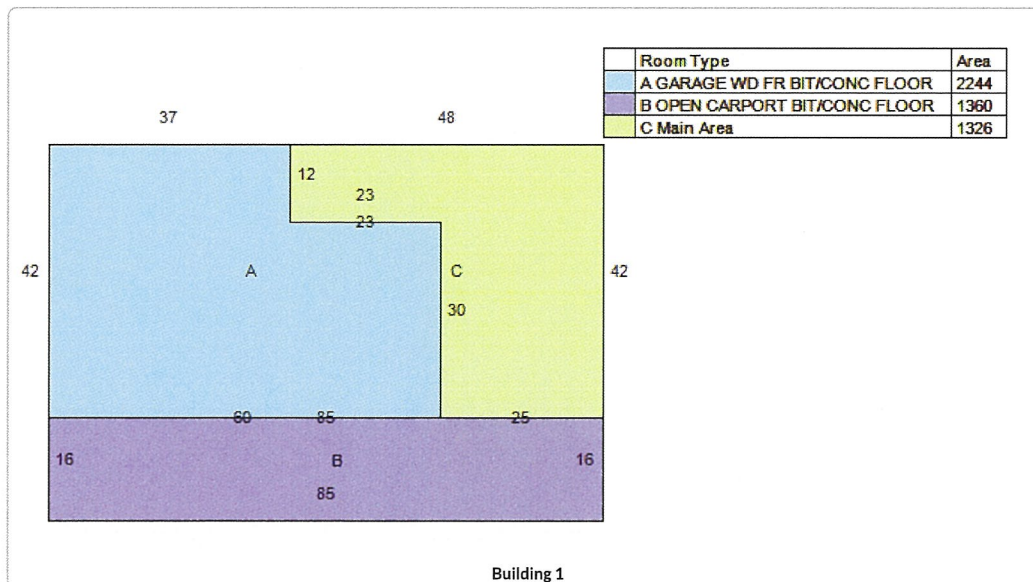 Room Type Area
A GARAGE WD FR BIT/CONC FLOOR 2244
B OPEN CARPORT BIT/CONC FLOOR 1360
C Main Area 1326
37 48
12
23
23
42 A C 42
30
60 85 25
16 B 16
85
Building 1